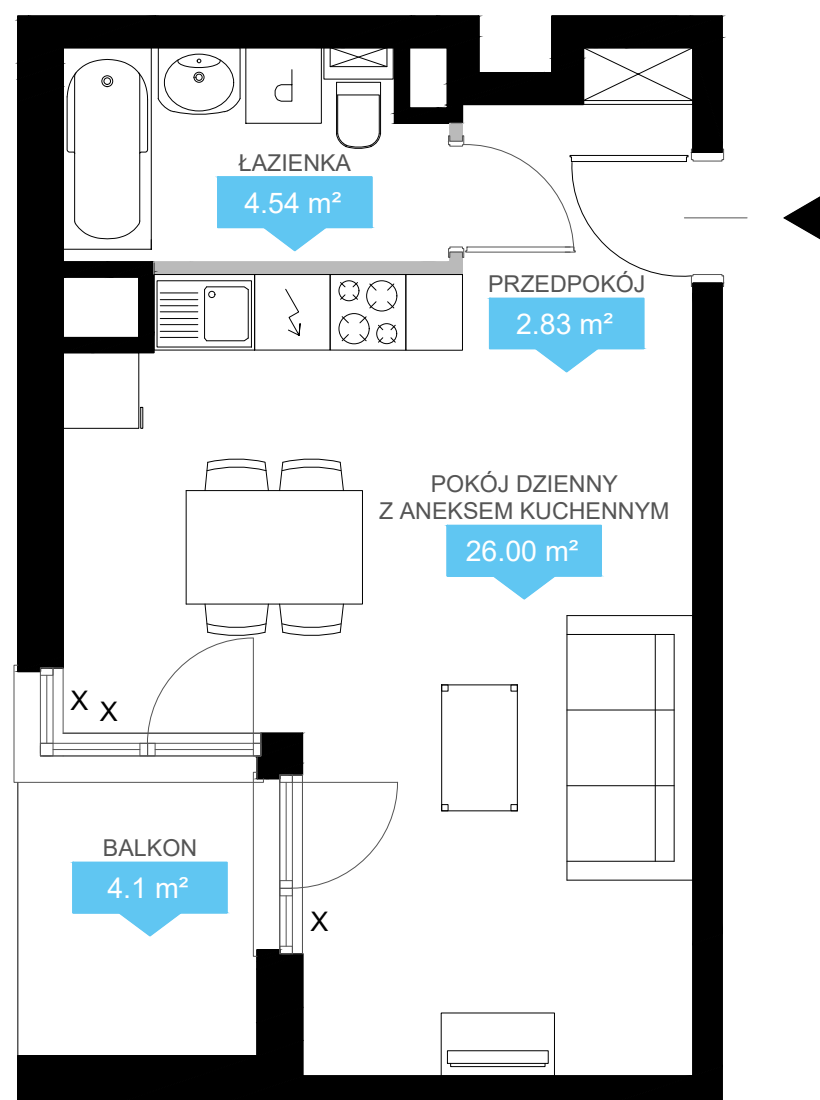 ŁAZIENKA
4.54 m²
PRZEDPOKÓJ
2.83 m²
POKÓJ DZIENNY
Z ANEKSEM KUCHENNYM
26.00 m²
X
X
BALKON
4.1 m²
X